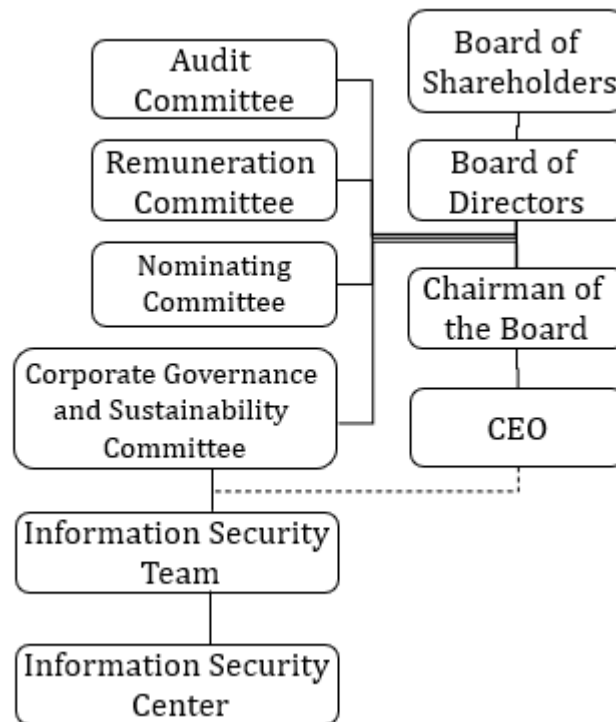 Audit
Committee
Board of
Shareholders
Remuneration
Committee
Board of
Directors
Nominating
Committee
Chairman of
the Board
Corporate Governance
and Sustainability
Committee
CEO
Information Security
Team
Information Security
Center